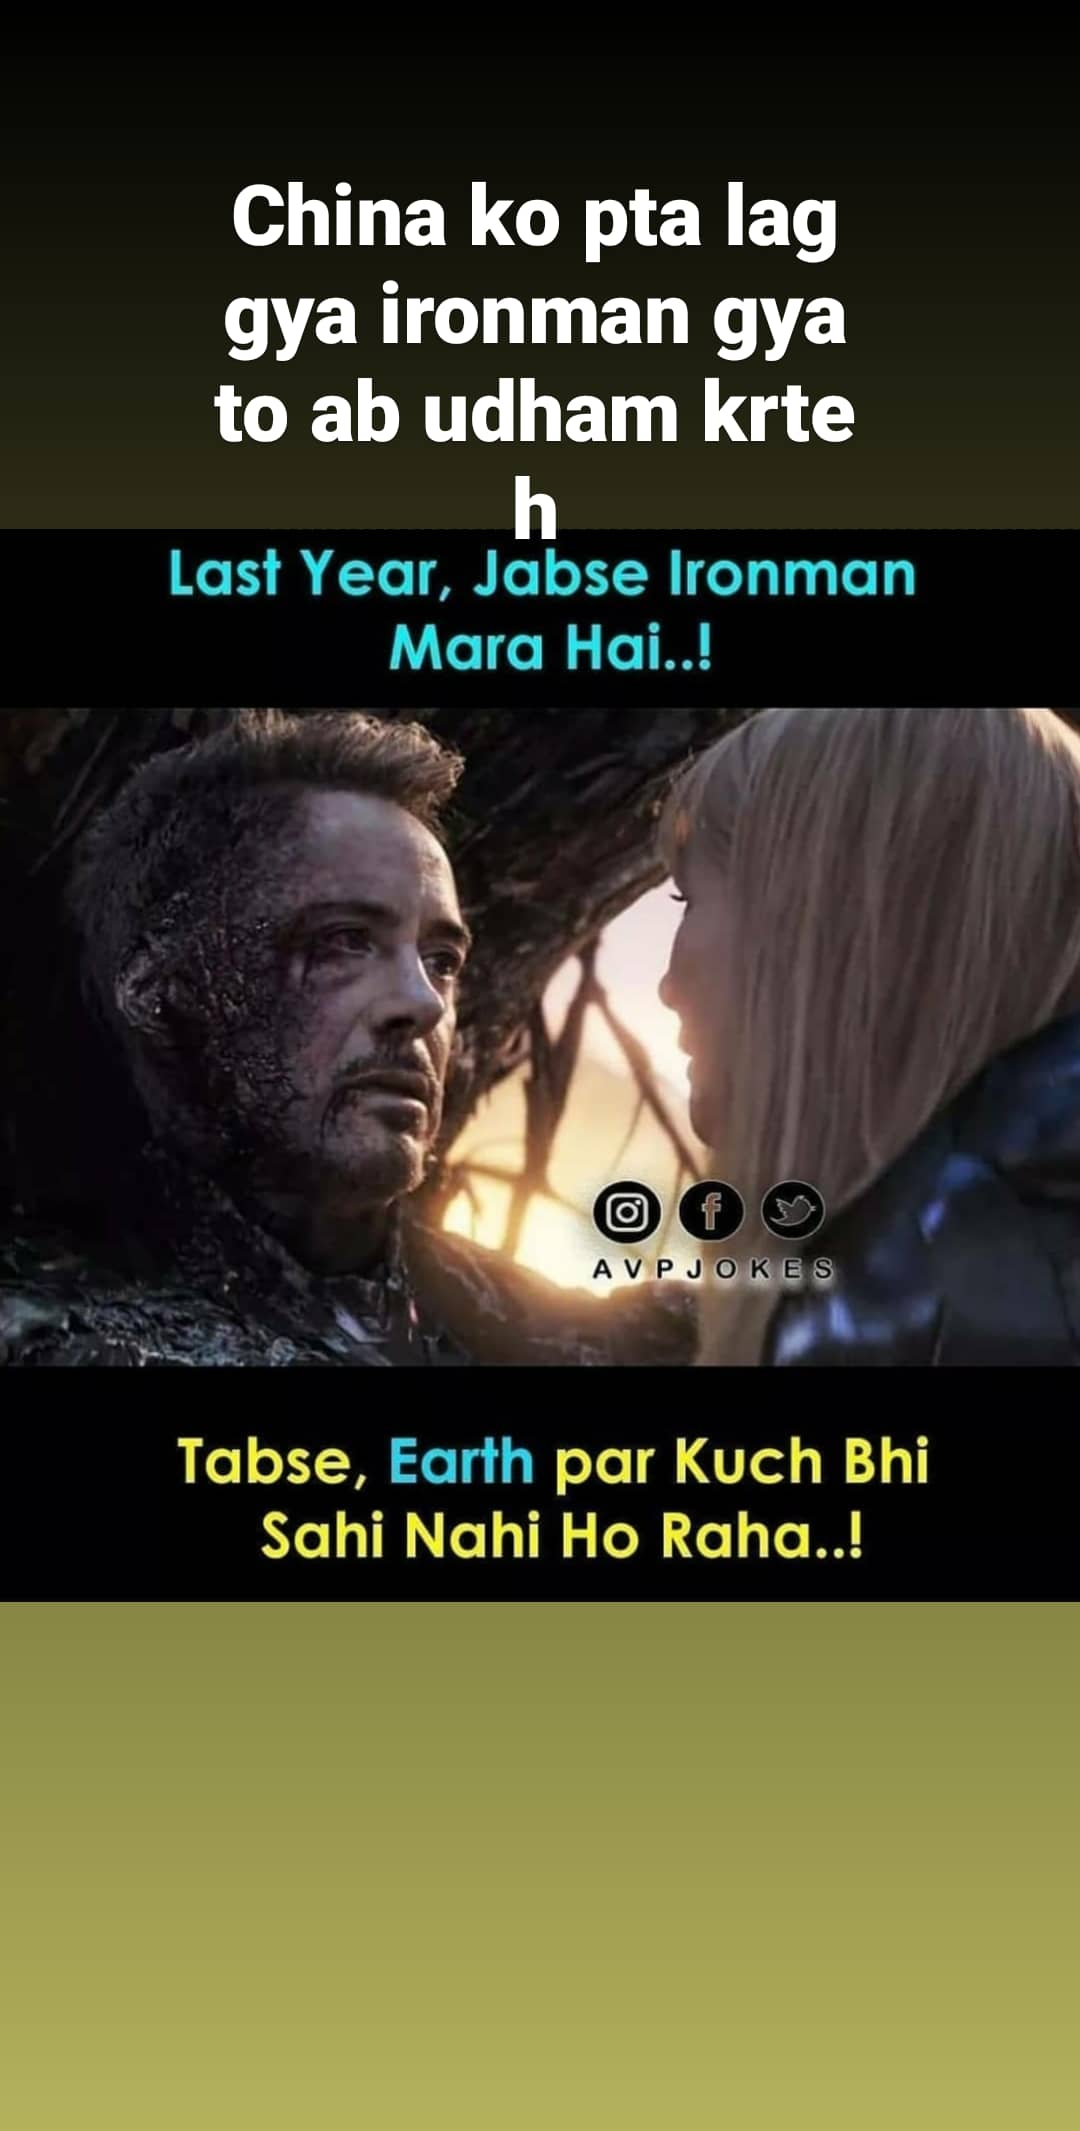 China ko pta lag
gya ironman gya
to ab udham krte
h
Last Year, Jabse Ironman
Mara Hai..!
AVPJOKES
Tabse, Earth par Kuch Bhi
Sahi Nahi Ho Raha..!